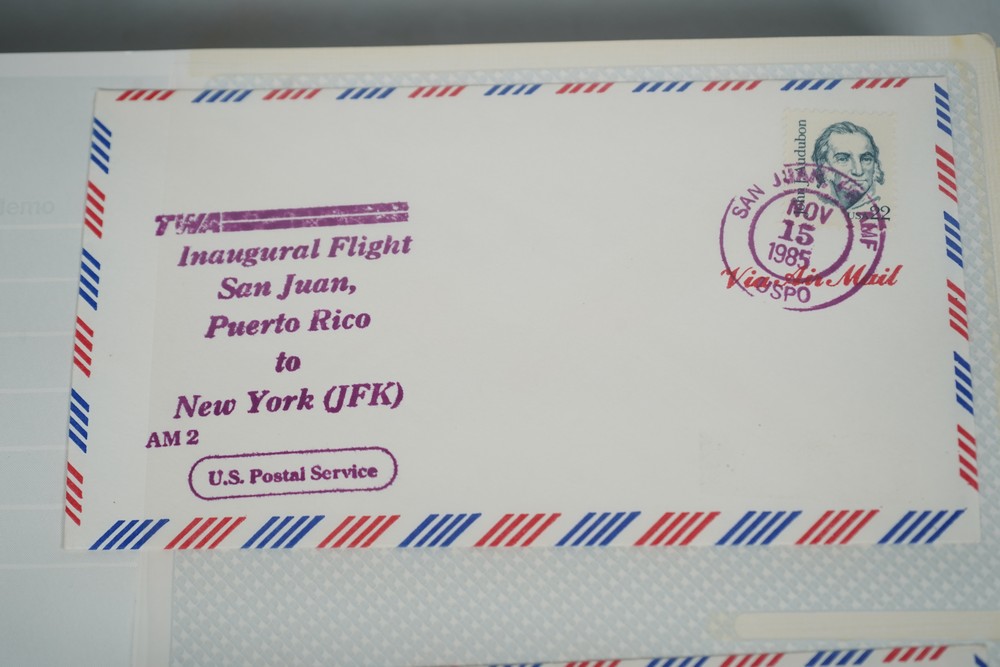 John J. Audubon
USA 22
SAN JUAN AMF
NOV
15
1985
USPO
Via Air Mail
TWA
Inaugural Flight
San Juan,
Puerto Rico
to
New York (JFK)
AM 2
U.S. Postal Service
demo